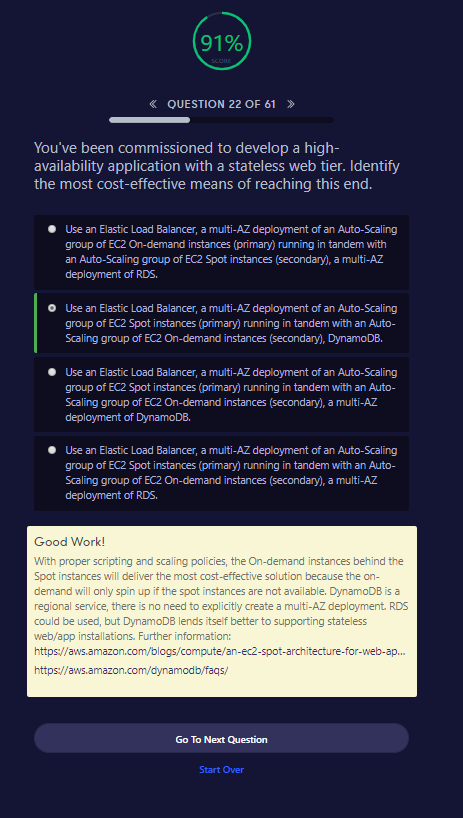 91%
SCORE
« QUESTION 22 OF 61 »
You've been commissioned to develop a high-
availability application with a stateless web tier. Identify
the most cost-effective means of reaching this end.
Use an Elastic Load Balancer, a multi-AZ deployment of an Auto-Scaling
group of EC2 On-demand instances (primary) running in tandem with
an Auto-Scaling group of EC2 Spot instances (secondary), a multi-AZ
deployment of RDS.
Use an Elastic Load Balancer, a multi-AZ deployment of an Auto-Scaling
group of EC2 Spot instances (primary) running in tandem with an Auto-
Scaling group of EC2 On-demand instances (secondary), DynamoDB.
Use an Elastic Load Balancer, a multi-AZ deployment of an Auto-Scaling
group of EC2 Spot instances (primary) running in tandem with an Auto-
Scaling group of EC2 On-demand instances (secondary), a multi-AZ
deployment of DynamoDB.
Use an Elastic Load Balancer, a multi-AZ deployment of an Auto-Scaling
group of EC2 Spot instances (primary) running in tandem with an Auto-
Scaling group of EC2 On-demand instances (secondary), a multi-AZ
deployment of RDS.
Good Work!
With proper scripting and scaling policies, the On-demand instances behind the
Spot instances will deliver the most cost-effective solution because the on-
demand will only spin up if the spot instances are not available. DynamoDB is a
regional service, there is no need to explicitly create a multi-AZ deployment. RDS
could be used, but DynamoDB lends itself better to supporting stateless
web/app installations. Further information:
https://aws.amazon.com/blogs/compute/an-ec2-spot-architecture-for-web-ap...
https://aws.amazon.com/dynamodb/faqs/
Go To Next Question
Start Over